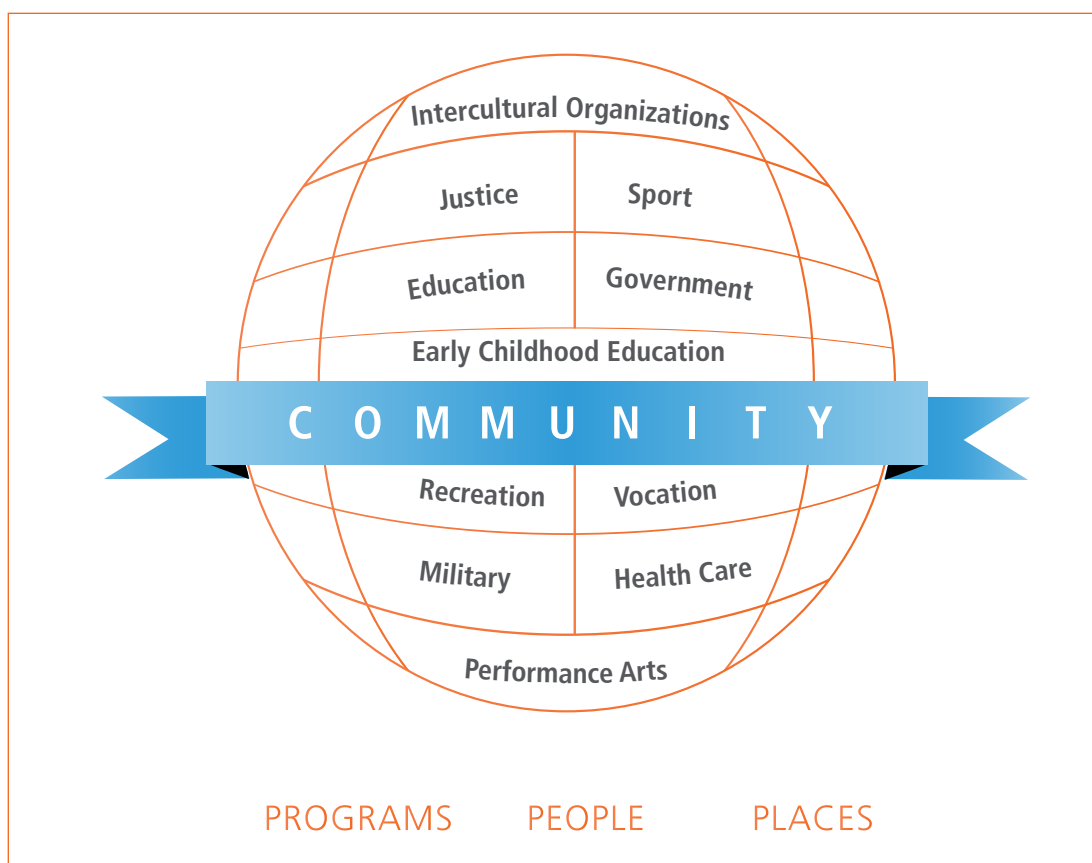 Intercultural Organizations
Justice Sport
Education Government
Early Childhood Education
COMMUNITY
Recreation Vocation
Military Health Care
Performance Arts
PROGRAMS PEOPLE PLACES